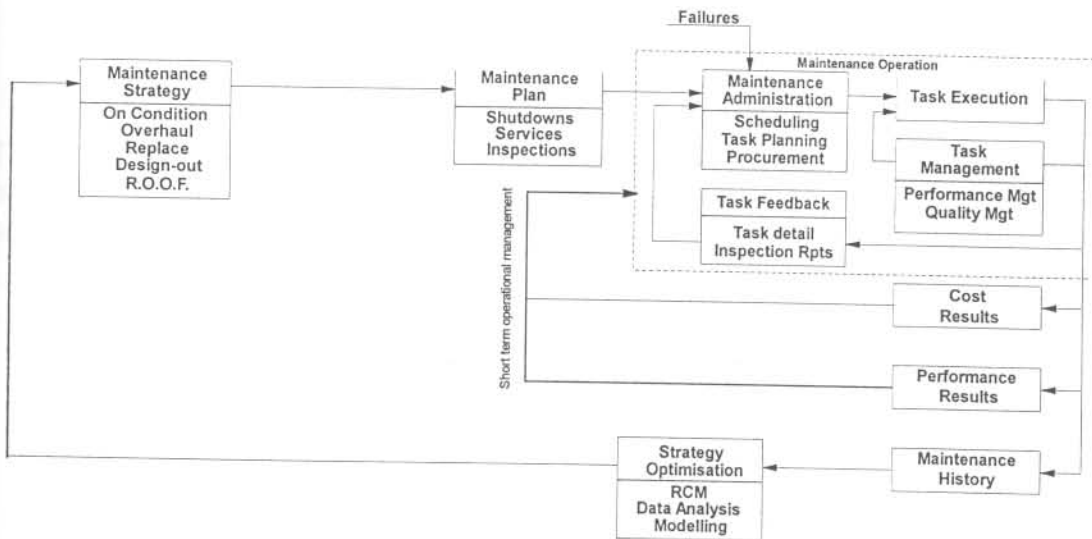 Failures
Maintenance Operation
Maintenance
Strategy
On Condition
Overhaul
Replace
Design-out
R.O.O.F.
Maintenance
Plan
Shutdowns
Services
Inspections
Maintenance
Administration
Scheduling
Task Planning
Procurement
Task Execution
Task
Management
Performance Mgt
Quality Mgt
Task Feedback
Task detail
Inspection Rpts
Short term operational management
Cost
Results
Performance
Results
Strategy
Optimisation
RCM
Data Analysis
Modelling
Maintenance
History